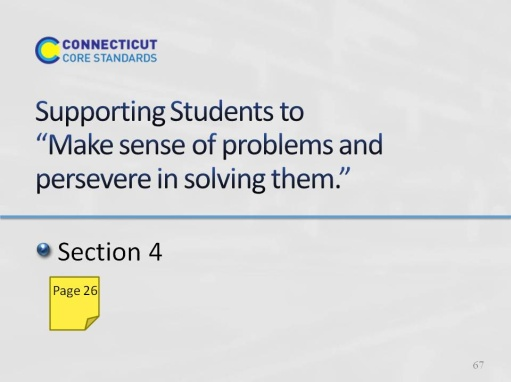 CONNECTICUT
CORE STANDARDS
Supporting Students to
“Make sense of problems and
persevere in solving them.”
Section 4
Page 26
67